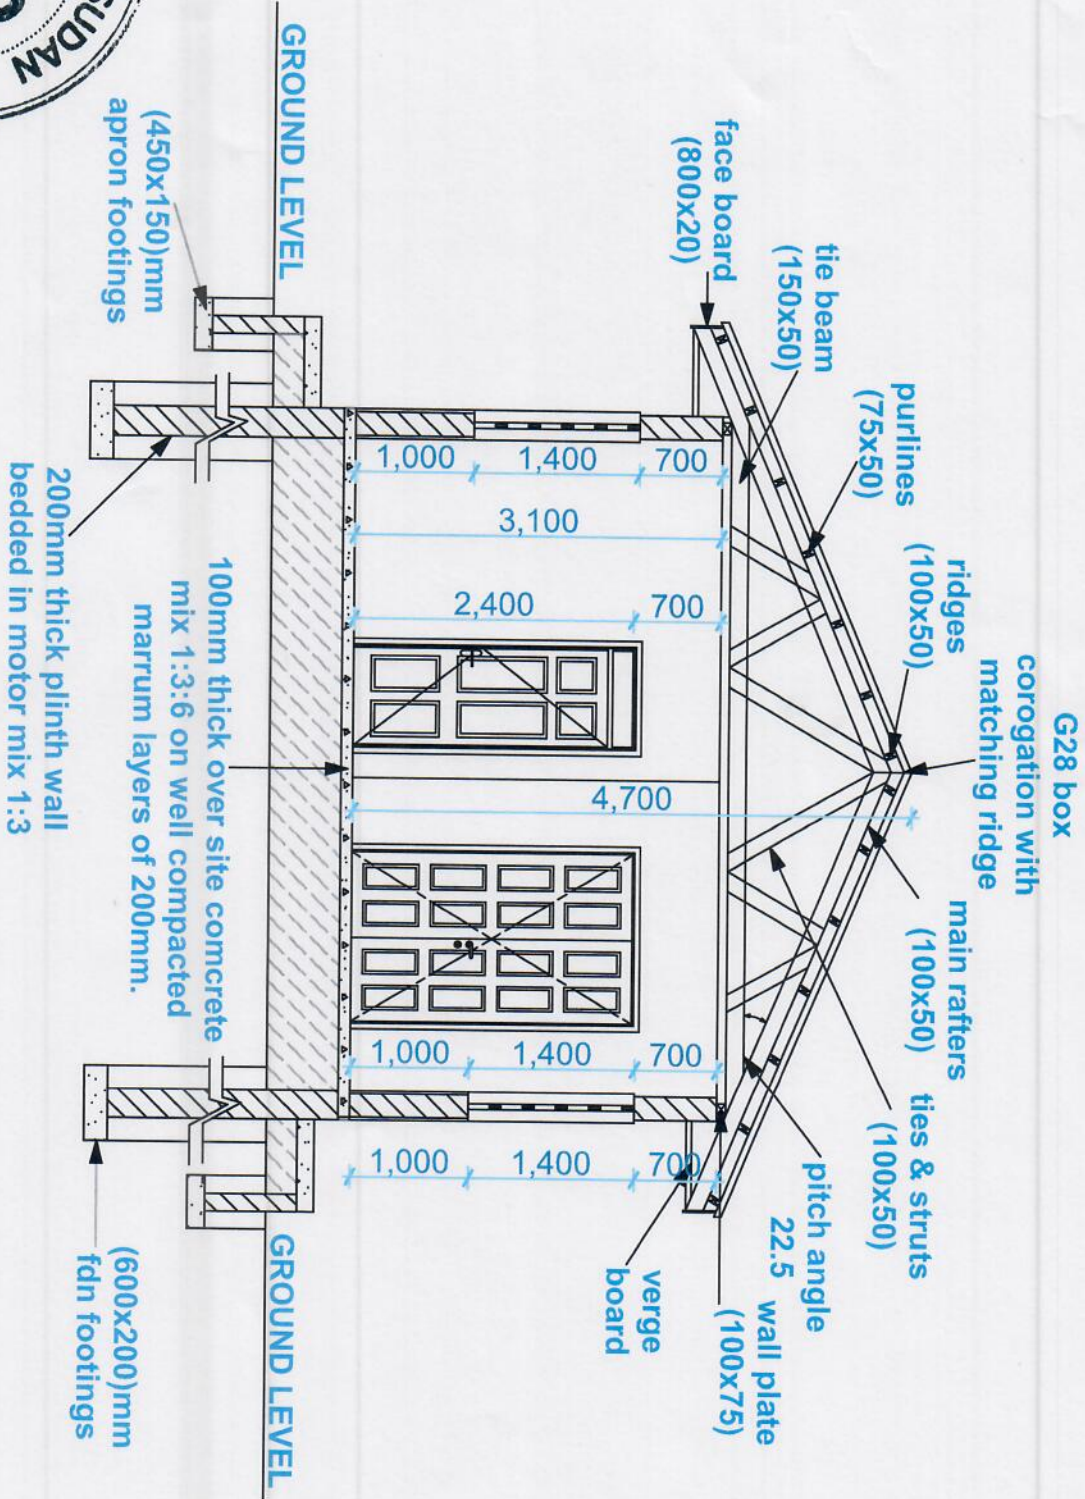 G28 box
corogation with
matching ridge
ridges
(100x50)
purlines
(75x50)
tie beam
(150x50)
face board
(800x20)
main rafters
(100x50)
ties & struts
(100x50)
pitch angle
22.5
wall plate
(100x75)
verge
board
700
1,400
1,000
3,100
700
2,400
4,700
700
1,400
1,000
700
1,400
1,000
GROUND LEVEL
GROUND LEVEL
(450x150)mm
apron footings
100mm thick over site comcrete
mix 1:3:6 on well compacted
marrum layers of 200mm.
200mm thick plinth wall
bedded in motor mix 1:3
(600x200)mm
fdn footings
SUDAN